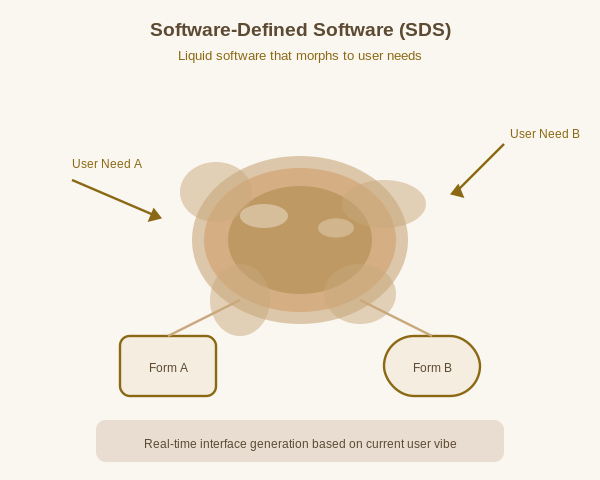 Software-Defined Software (SDS)
Liquid software that morphs to user needs
User Need B
User Need A
Form A
Form B
Real-time interface generation based on current user vibe